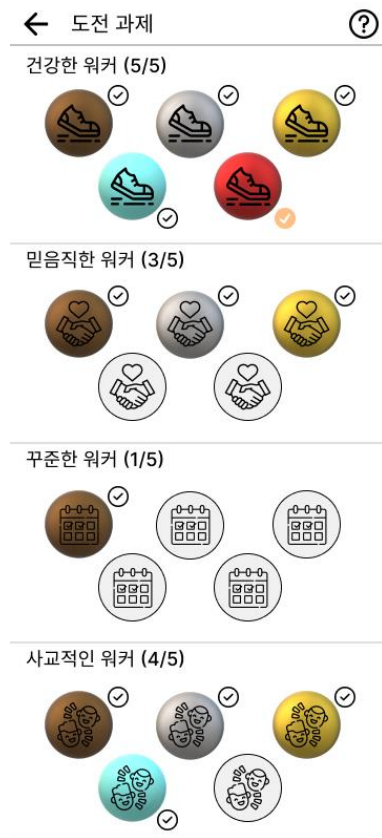 도전 과제
건강한 워커 (5/5)
믿음직한 워커 (3/5)
꾸준한 워커 (1/5)
사교적인 워커 (4/5)